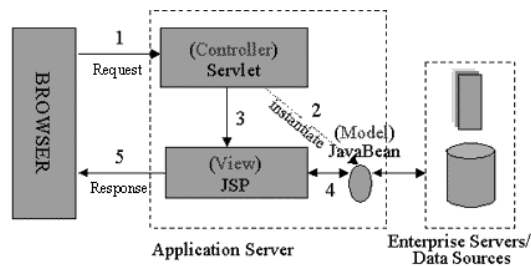 BROWSER
1
Request
(Controller)
Servlet
2
instantiate
3
(Model)
JavaBean
5
Response
(View)
JSP
4
Application Server
Enterprise Servers/
Data Sources